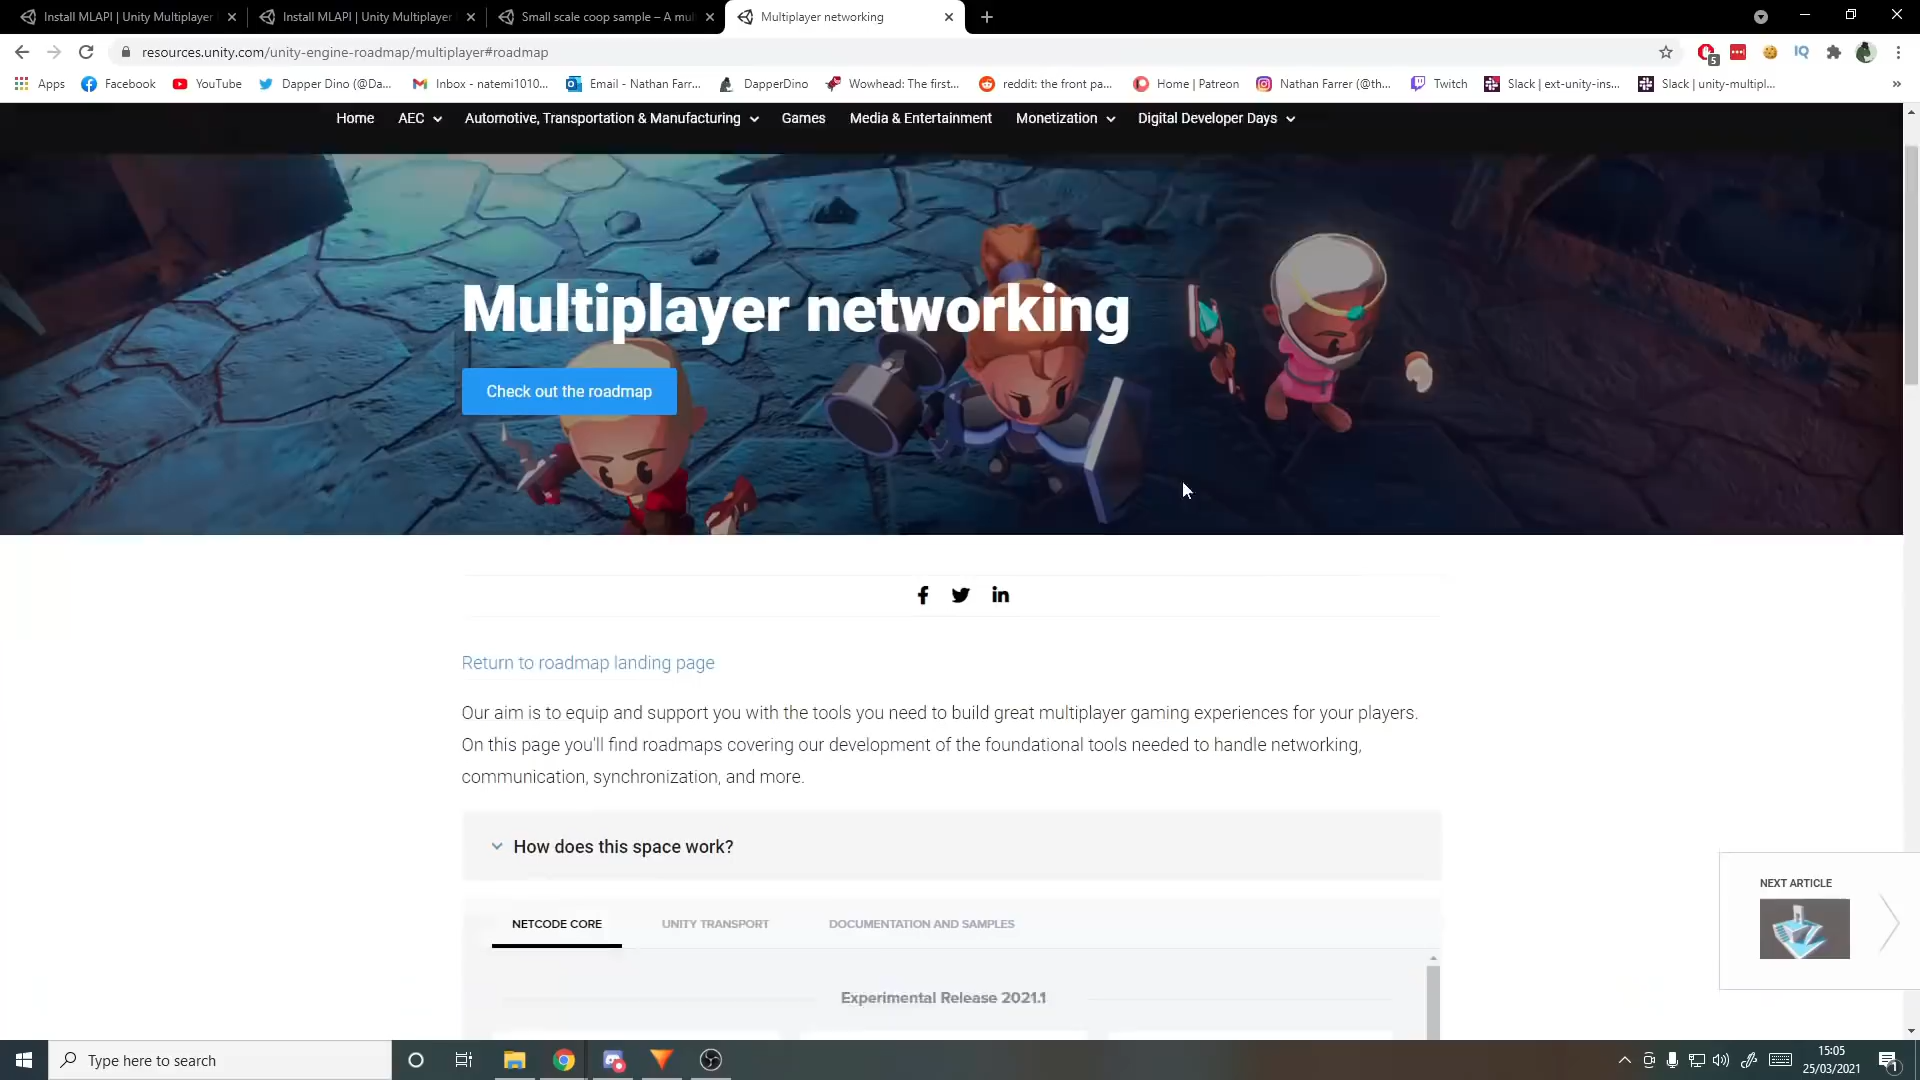 Install MLAPI | Unity Multiplayer
Install MLAPI | Unity Multiplayer
Small scale coop sample – A mul
Multiplayer networking
resources.unity.com/unity-engine-roadmap/multiplayer#roadmap
5
Apps
Facebook
YouTube
Dapper Dino (@Da...
Inbox - natemi1010...
Email - Nathan Farr...
DapperDino
Wowhead: The first...
reddit: the front pa...
Home | Patreon
Nathan Farrer (@th...
Twitch
Slack | ext-unity-ins...
Slack | unity-multipl...
Home
AEC
Automotive, Transportation & Manufacturing
Games
Media & Entertainment
Monetization
Digital Developer Days
Multiplayer networking
Check out the roadmap
Return to roadmap landing page
Our aim is to equip and support you with the tools you need to build great multiplayer gaming experiences for your players.
On this page you'll find roadmaps covering our development of the foundational tools needed to handle networking,
communication, synchronization, and more.
How does this space work?
NEXT ARTICLE
NETCODE CORE
UNITY TRANSPORT
DOCUMENTATION AND SAMPLES
Experimental Release 2021.1
Type here to search
15:05
25/03/2021
1